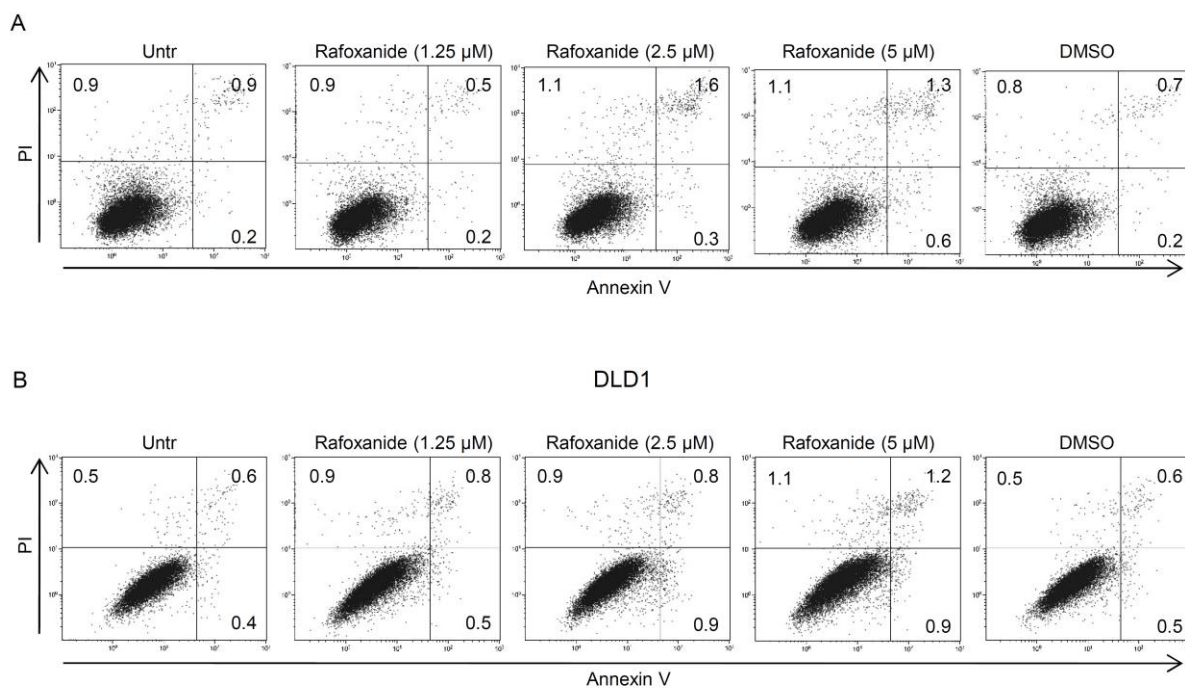 A
Untr
Rafoxanide (1.25 µM)
Rafoxanide (2.5 µM)
Rafoxanide (5 µM)
DMSO
0.9 0.9
0.9 0.5
1.1 1.6
1.1 1.3
0.8 0.7
PI
0.2
0.2
0.3
0.6
0.2
Annexin V
B
DLD1
Untr
Rafoxanide (1.25 µM)
Rafoxanide (2.5 µM)
Rafoxanide (5 µM)
DMSO
0.5 0.6
0.9 0.8
0.9 0.8
1.1 1.2
0.5 0.6
PI
0.4
0.5
0.9
0.9
0.5
Annexin V